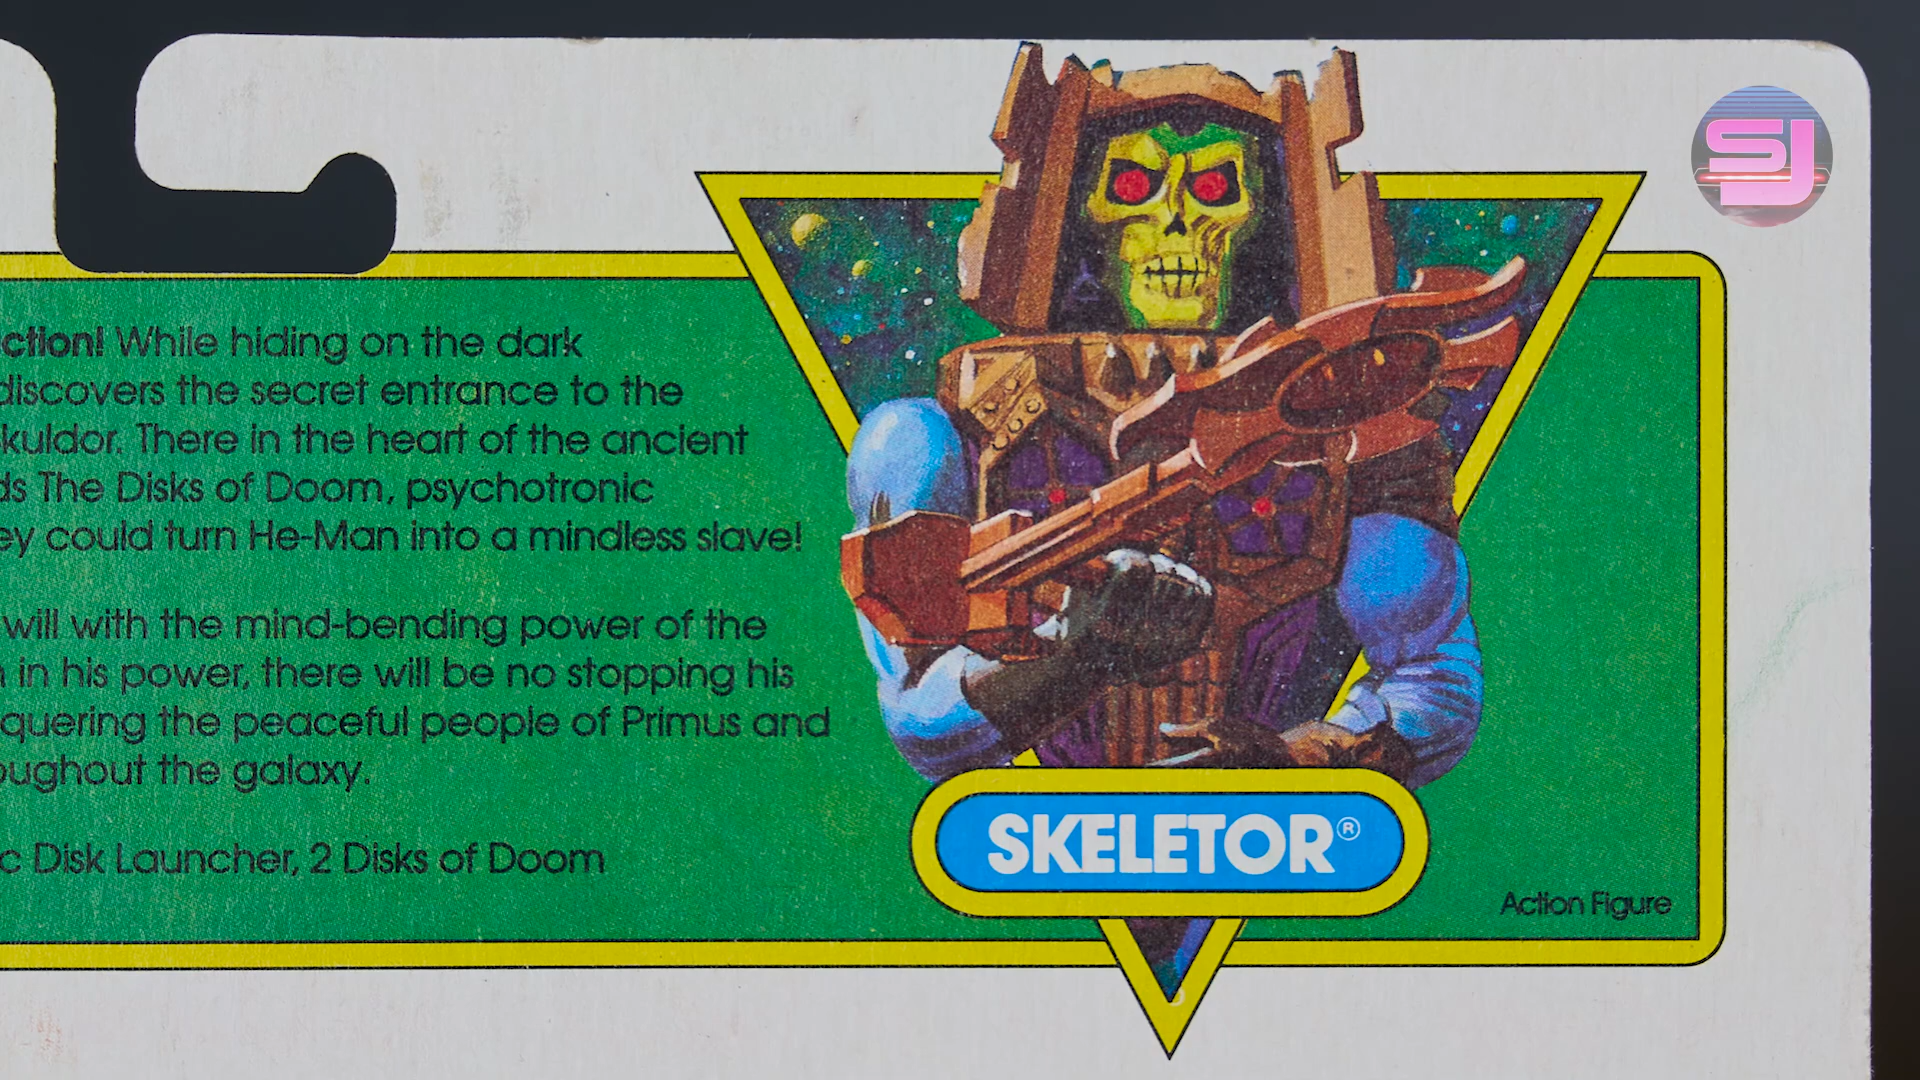 ction! While hiding on the dark
discovers the secret entrance to the
kuldor. There in the heart of the ancient
ds The Disks of Doom, psychotronic
ey could turn He-Man into a mindless slave!
will with the mind-bending power of the
in his power, there will be no stopping his
quering the peaceful people of Primus and
oughout the galaxy.
c Disk Launcher, 2 Disks of Doom
SKELETOR®
Action Figure
SJ